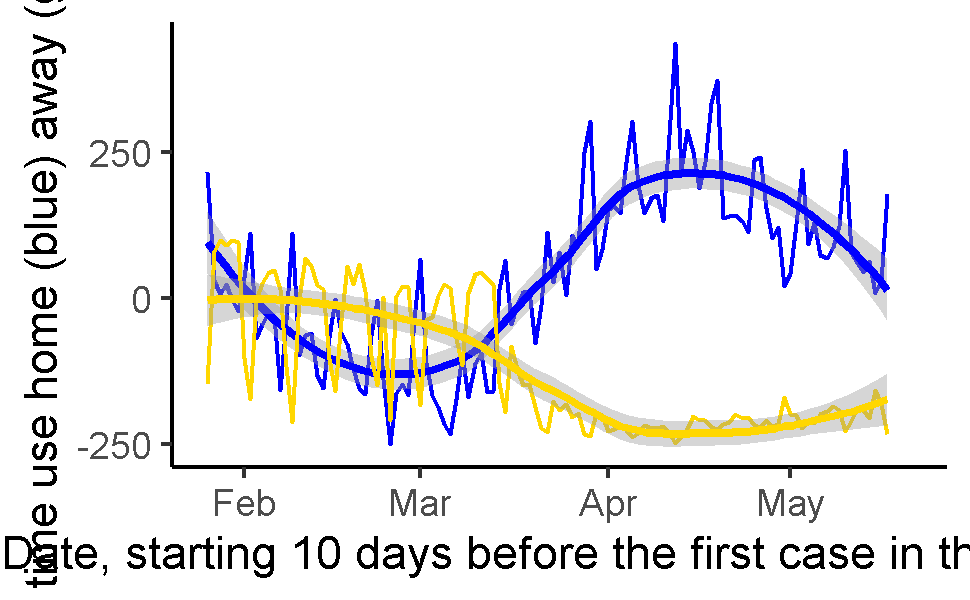 time use home (blue) away (
250
0
-250
Feb Mar Apr May
Date, starting 10 days before the first case in th